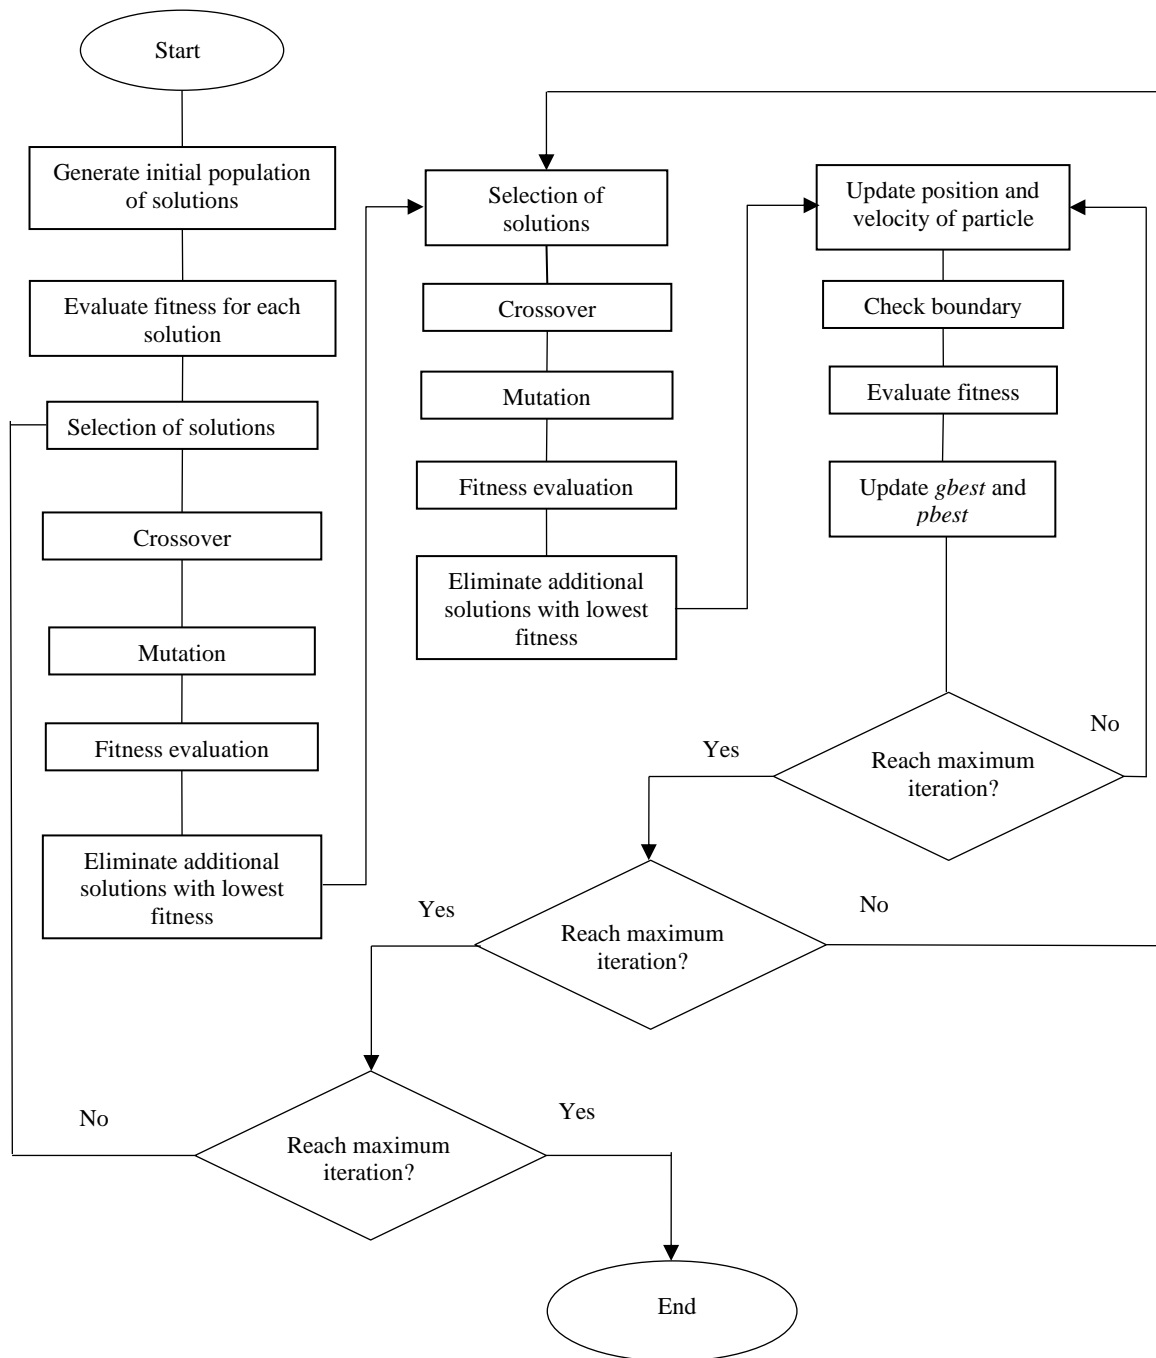 Start
Generate initial population
of solutions
Evaluate fitness for each
solution
Selection of solutions
Crossover
Mutation
Fitness evaluation
Eliminate additional
solutions with lowest
fitness
Selection of
solutions
Crossover
Mutation
Fitness evaluation
Eliminate additional
solutions with lowest
fitness
Update position and
velocity of particle
Check boundary
Evaluate fitness
Update gbest and
pbest
Reach maximum
iteration?
No
Yes
Reach maximum
iteration?
No
Yes
Reach maximum
iteration?
No
Yes
End